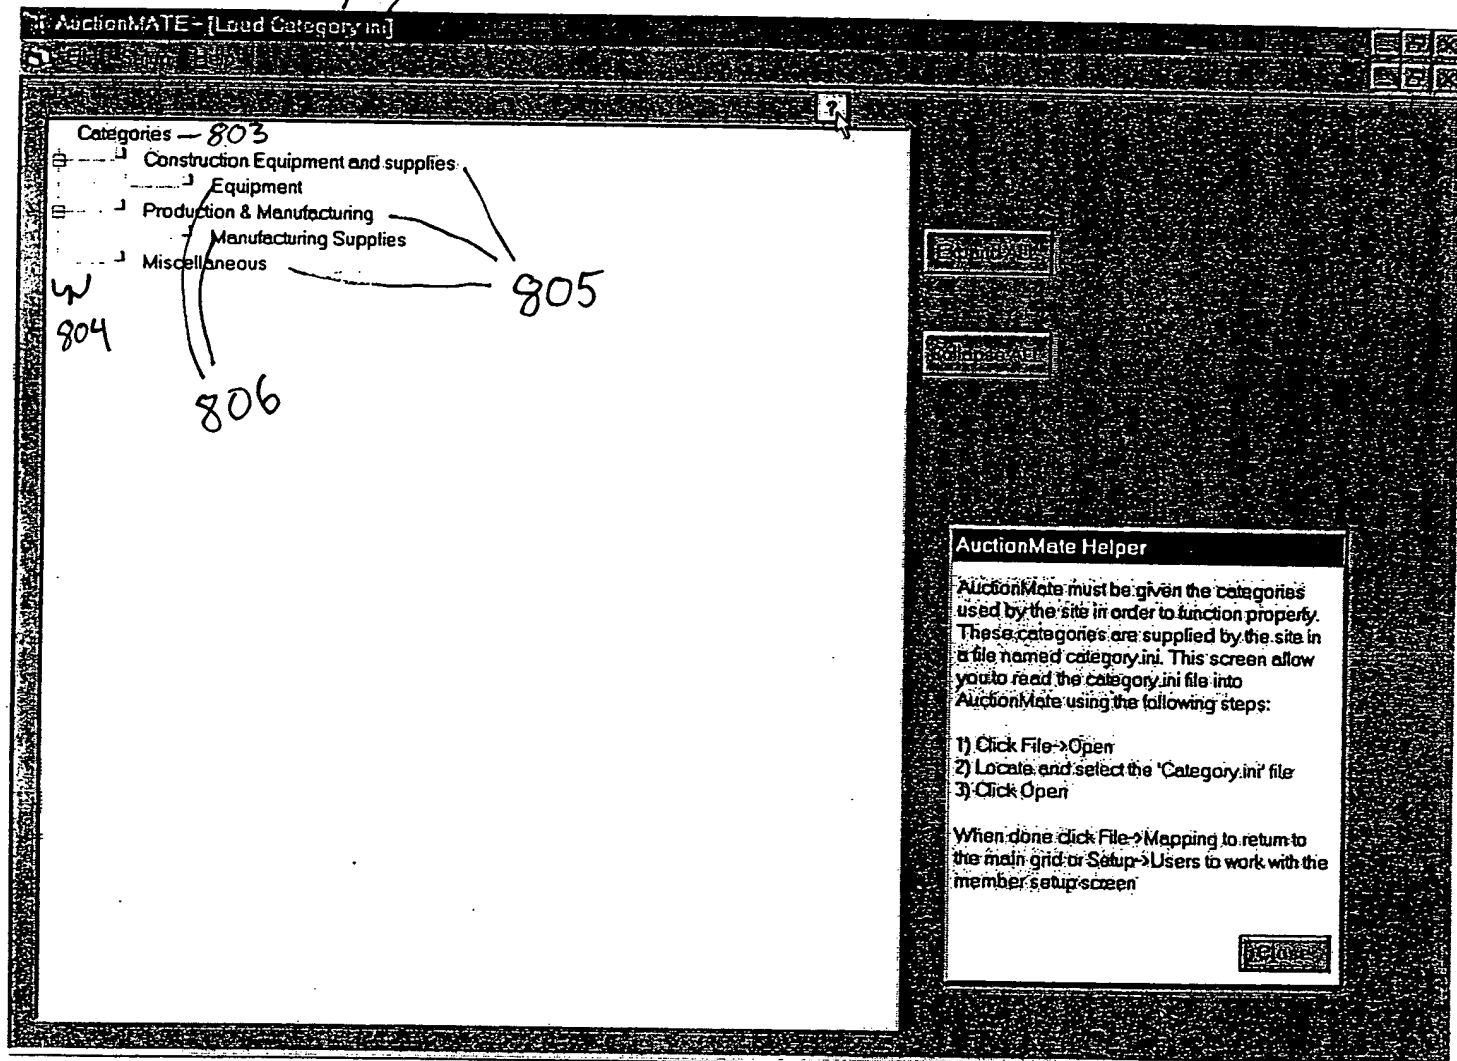 AuctionMATE - [Load Category.ini]
?
Categories — 803
Construction Equipment and supplies
Equipment
Production & Manufacturing
Manufacturing Supplies
Miscellaneous
805
804
806
Expand All
Collapse All
AuctionMate Helper
AuctionMate must be given the categories
used by the site in order to function properly.
These categories are supplied by the site in
a file named category.ini. This screen allow
you to read the category.ini file into
AuctionMate using the following steps:
1) Click File->Open
2) Locate and select the 'Category.ini' file
3) Click Open
When done click File->Mapping to return to
the main grid or Setup->Users to work with the
member setup screen